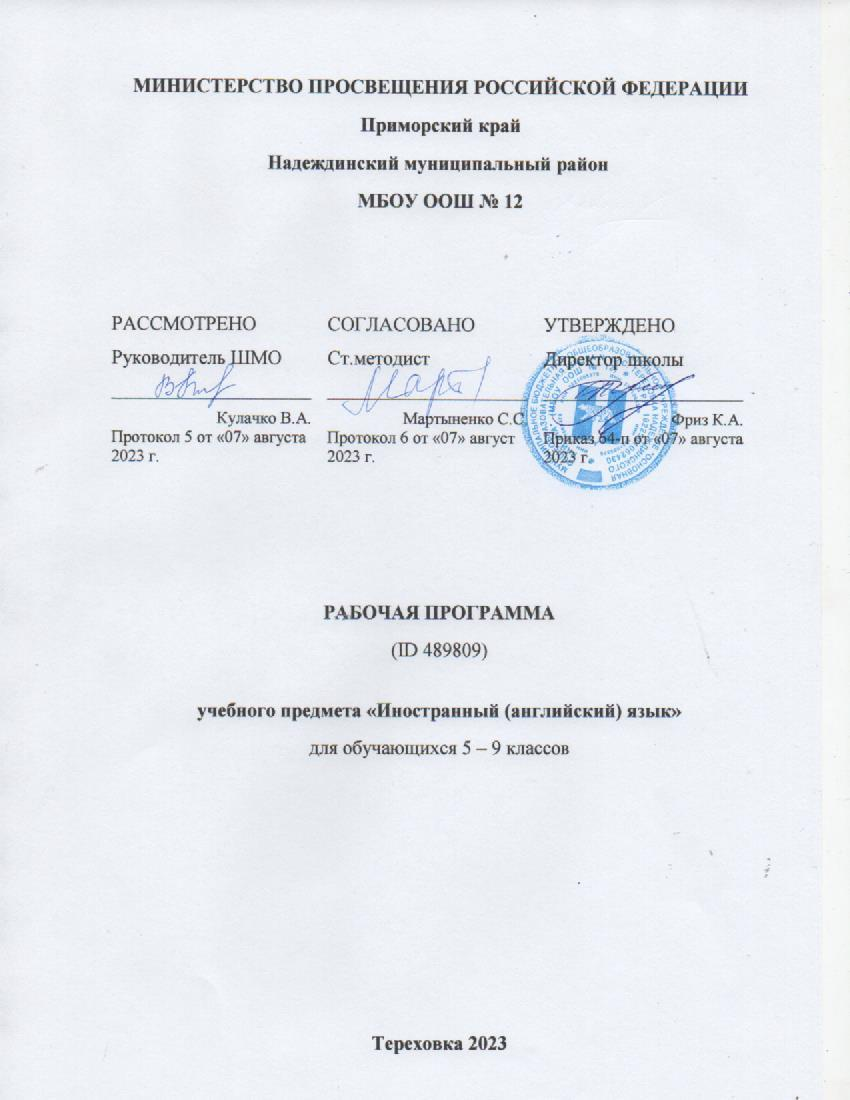 МИНИСТЕРСТВО ПРОСВЕЩЕНИЯ РОССИЙСКОЙ ФЕДЕРАЦИИ
Приморский край
Надеждинский муниципальный район
МБОУ ООШ № 12
РАССМОТРЕНО
Руководитель ШМО
Кулачко В.А.
Протокол 5 от «07» августа
2023 г.
СОГЛАСОВАНО
Ст.методист
Мартыненко С.С
Протокол 6 от «07» август
2023 г.
УТВЕРЖДЕНО
Директор школы
Фриз К.А.
Приказ 64-п от «07» августа
2023 г.
РАБОЧАЯ ПРОГРАММА
(ID 489809)
учебного предмета «Иностранный (английский) язык»
для обучающихся 5 – 9 классов
Тереховка 2023